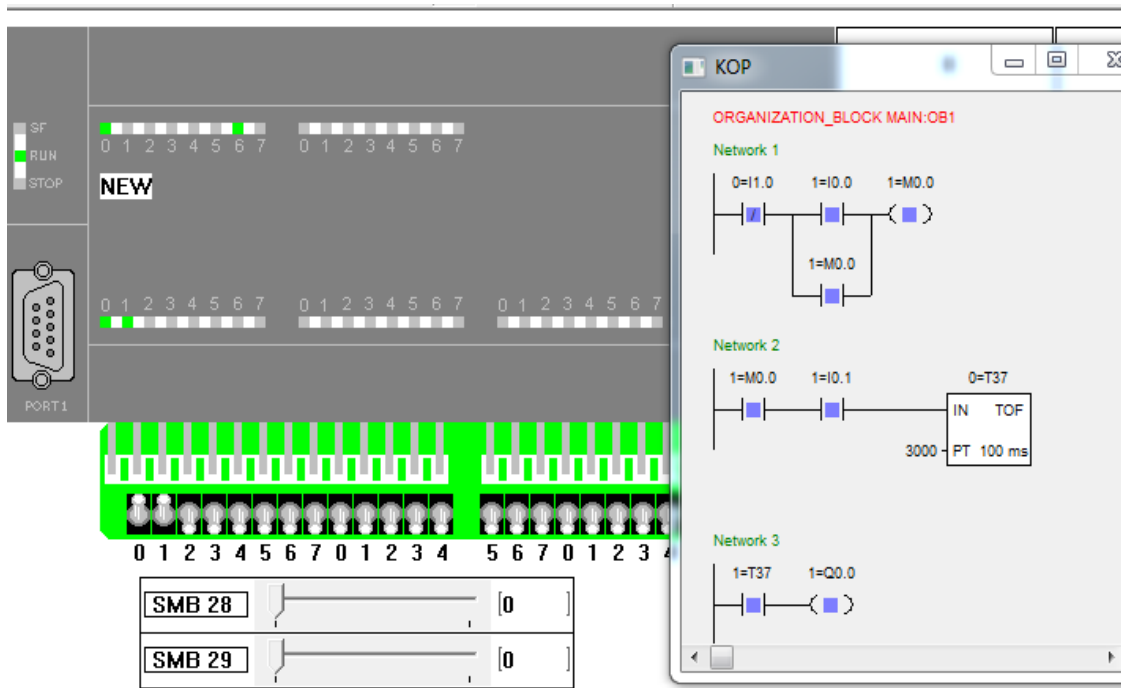 SF
RUN
STOP
0 1 2 3 4 5 6 7 0 1 2 3 4 5 6 7
NEW
0 1 2 3 4 5 6 7 0 1 2 3 4 5 6 7 0 1 2 3 4 5 6 7
PORT1
0 1 2 3 4 5 6 7 0 1 2 3 4 5 6 7 0 1 2 3
SMB 28 [0 ]
SMB 29 [0 ]
KOP
ORGANIZATION_BLOCK MAIN:OB1
Network 1
0=I1.0 1=I0.0 1=M0.0
/
1=M0.0
Network 2
1=M0.0 1=I0.1 0=T37
IN TOF
3000 PT 100 ms
Network 3
1=T37 1=Q0.0